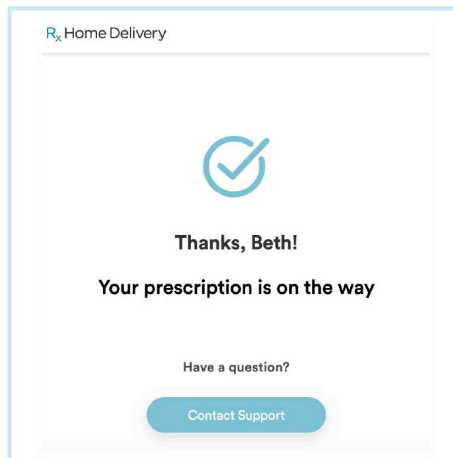 Rx Home Delivery
Thanks, Beth!
Your prescription is on the way
Have a question?
Contact Support